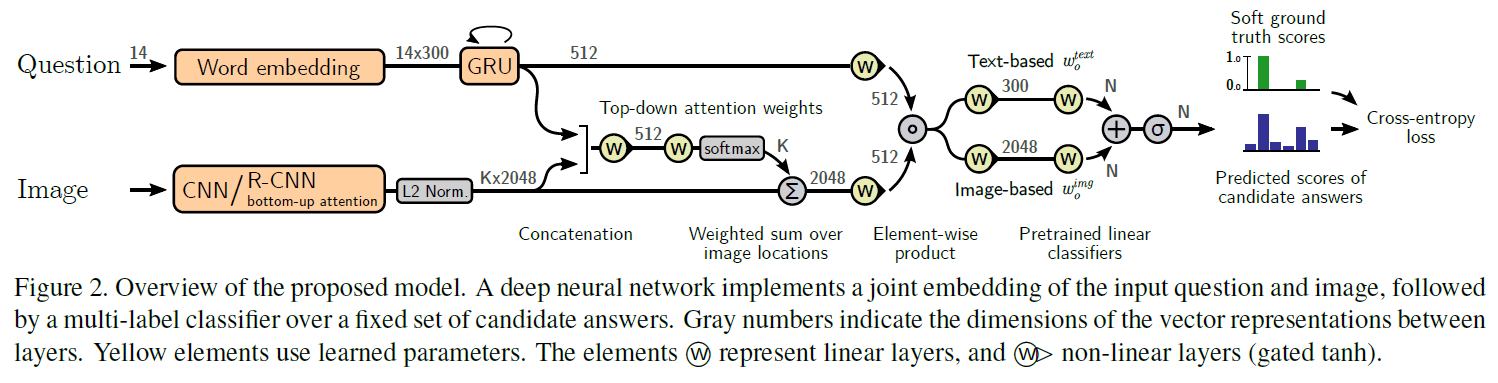 Question
14
Word embedding
14x300
GRU
512
W
Top-down attention weights
W
512
W
softmax
K
Image
CNN/R-CNN
bottom-up attention
L2 Norm.
Kx2048
Σ
2048
W
512
512
Text-based w_o^text
W
300
W
N
W
2048
W
N
Image-based w_o^img
+
σ
N
Soft ground
truth scores
1.0
0.0
Cross-entropy
loss
Predicted scores of
candidate answers
Concatenation
Weighted sum over
image locations
Element-wise
product
Pretrained linear
classifiers
Figure 2. Overview of the proposed model. A deep neural network implements a joint embedding of the input question and image, followed
by a multi-label classifier over a fixed set of candidate answers. Gray numbers indicate the dimensions of the vector representations between
layers. Yellow elements use learned parameters. The elements Ⓦ represent linear layers, and Ⓦ▷ non-linear layers (gated tanh).